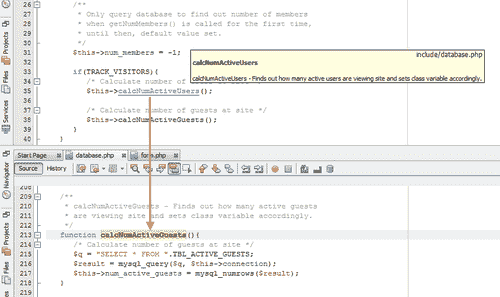 Projects
Files
Services
26 /**
27 * Only query database to find out number of members
28 * when getNumMembers() is called for the first time,
29 * until then, default value set.
30 */
31 $this->num_members = -1;
32
33 if(TRACK_VISITORS){
34 /* Calculate number of
35 $this->calcNumActiveUsers();
36
37 /* Calculate number of guests at site */
38 $this->calcNumActiveGuests();
39 }
40 }
include/database.php
calcNumActiveUsers
calcNumActiveUsers - Finds out how many active users are viewing site and sets class variable accordingly.
Start Page
database.php
form.php
Source
History
Navigator
Files
Projects
208
209 /**
210 * calcNumActiveGuests - Finds out how many active guests
211 * are viewing site and sets class variable accordingly.
212 */
213 function calcNumActiveGuests(){
214 /* Calculate number of guests at site */
215 $q = "SELECT * FROM ".TBL_ACTIVE_GUESTS;
216 $result = mysql_query($q, $this->connection);
217 $this->num_active_guests = mysql_numrows($result);
218 }